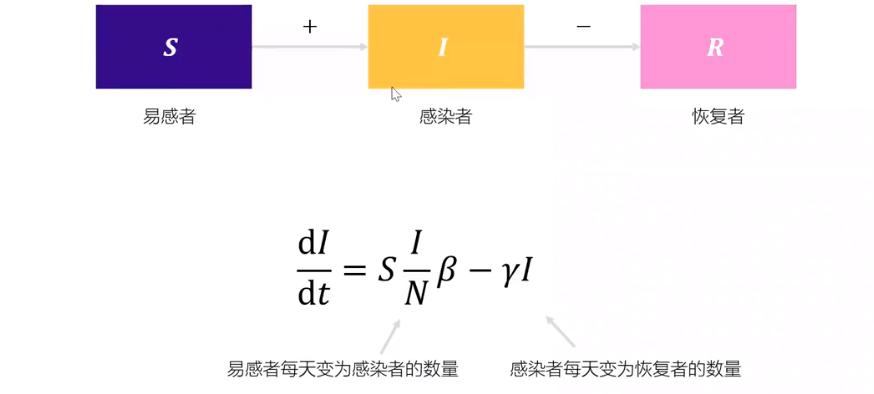 S + I − R
易感者 感染者 恢复者
dI/dt = S I/N β − γI
易感者每天变为感染者的数量 感染者每天变为恢复者的数量